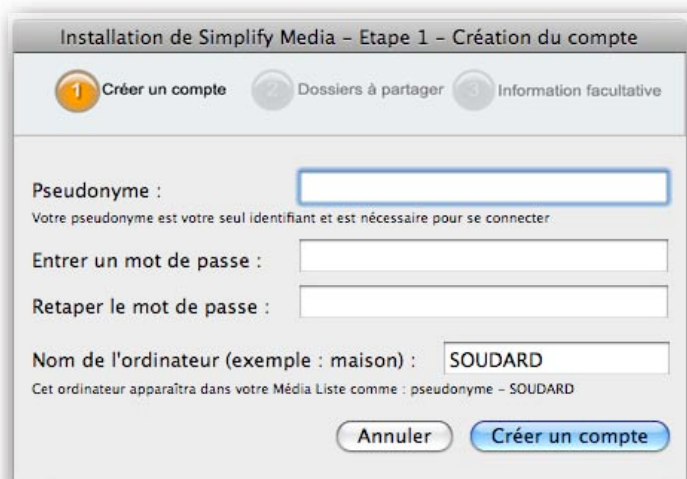 Installation de Simplify Media – Etape 1 – Création du compte
1 Créer un compte 2 Dossiers à partager 3 Information facultative
Pseudonyme :
Votre pseudonyme est votre seul identifiant et est nécessaire pour se connecter
Entrer un mot de passe :
Retaper le mot de passe :
Nom de l'ordinateur (exemple : maison) : SOUDARD
Cet ordinateur apparaîtra dans votre Média Liste comme : pseudonyme – SOUDARD
Annuler Créer un compte